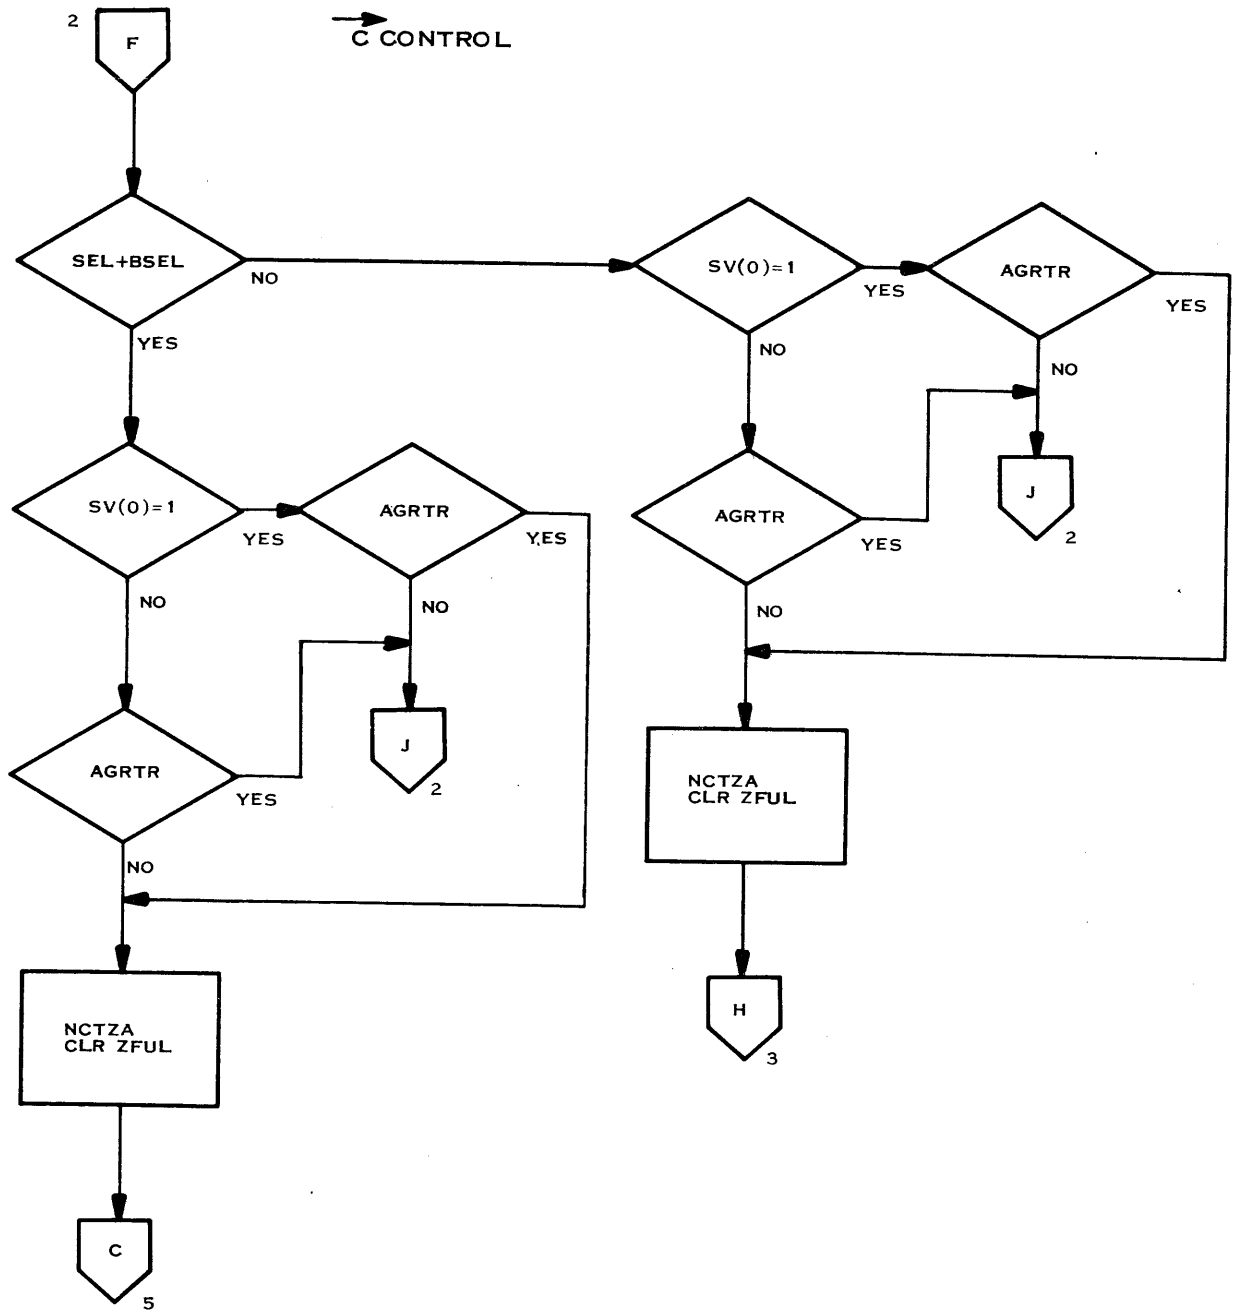 2
F
C CONTROL
SEL+BSEL
NO
YES
SV(0)=1
YES
AGRTR
YES
NO
NO
J
2
AGRTR
YES
NO
NCTZA
CLR ZFUL
H
3
SV(0)=1
YES
AGRTR
YES
NO
NO
J
2
AGRTR
YES
NO
NCTZA
CLR ZFUL
C
5